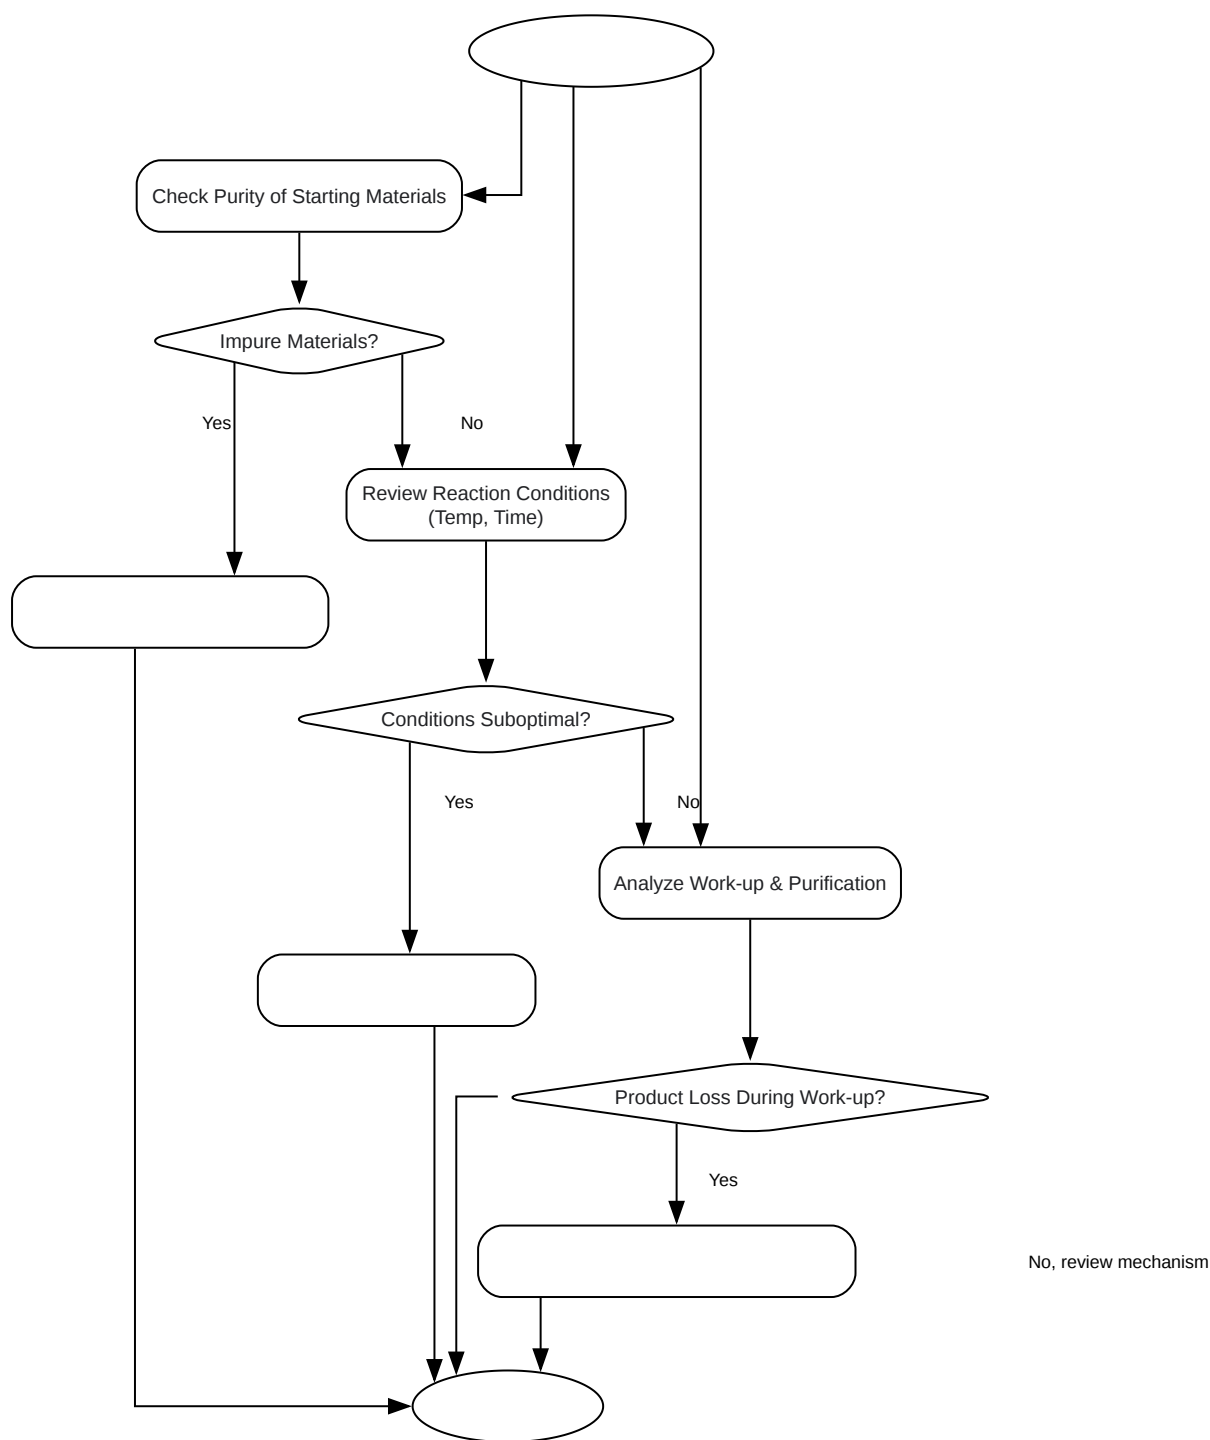 Check Purity of Starting Materials
Impure Materials?
Yes
No
Review Reaction Conditions
(Temp, Time)
Conditions Suboptimal?
Yes
No
Analyze Work-up & Purification
Product Loss During Work-up?
Yes
No, review mechanism